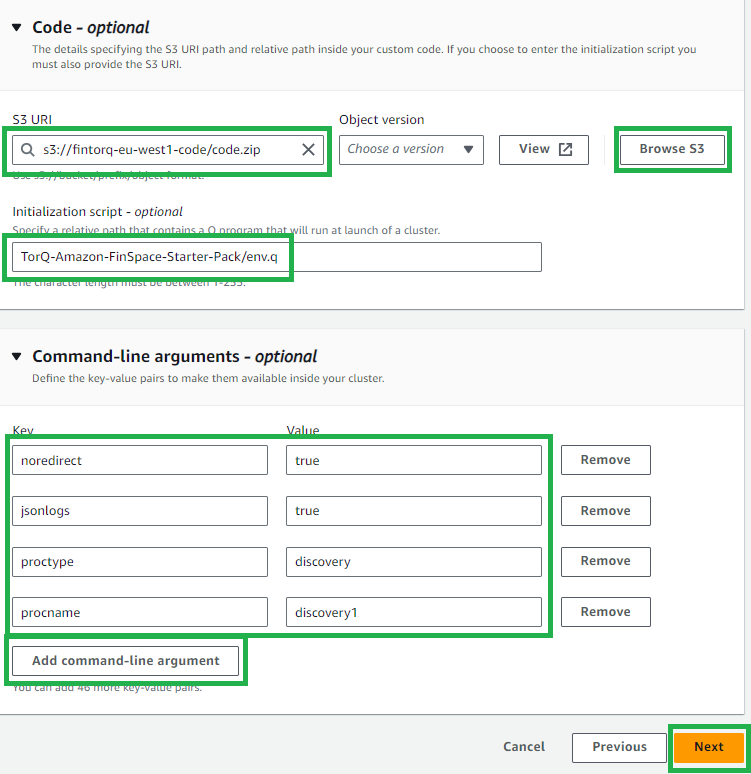 Code - optional
The details specifying the S3 URI path and relative path inside your custom code. If you choose to enter the initialization script you
must also provide the S3 URI.
S3 URI
Object version
s3://fintorq-eu-west1-code/code.zip
Choose a version
View
Browse S3
Use s3://bucket/prefix/object format.
Initialization script - optional
Specify a relative path that contains a Q program that will run at launch of a cluster.
TorQ-Amazon-FinSpace-Starter-Pack/env.q
The character length must be between 1-255.
Command-line arguments - optional
Define the key-value pairs to make them available inside your cluster.
Key Value
noredirect true Remove
jsonlogs true Remove
proctype discovery Remove
procname discovery1 Remove
Add command-line argument
You can add 46 more key-value pairs.
Cancel Previous Next